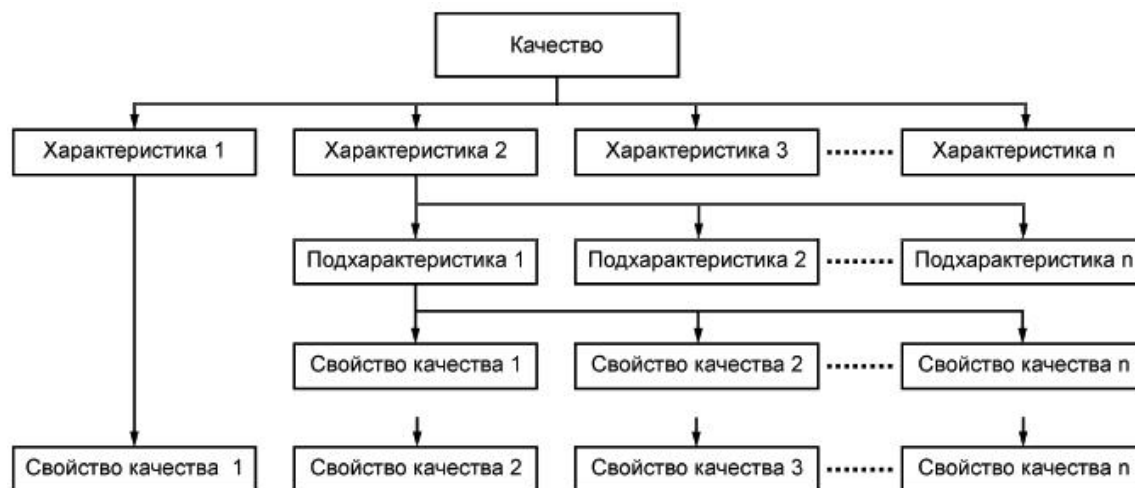 Качество
Характеристика 1
Характеристика 2
Характеристика 3
Характеристика n
Подхарактеристика 1
Подхарактеристика 2
Подхарактеристика n
Свойство качества 1
Свойство качества 2
Свойство качества n
Свойство качества 1
Свойство качества 2
Свойство качества 3
Свойство качества n